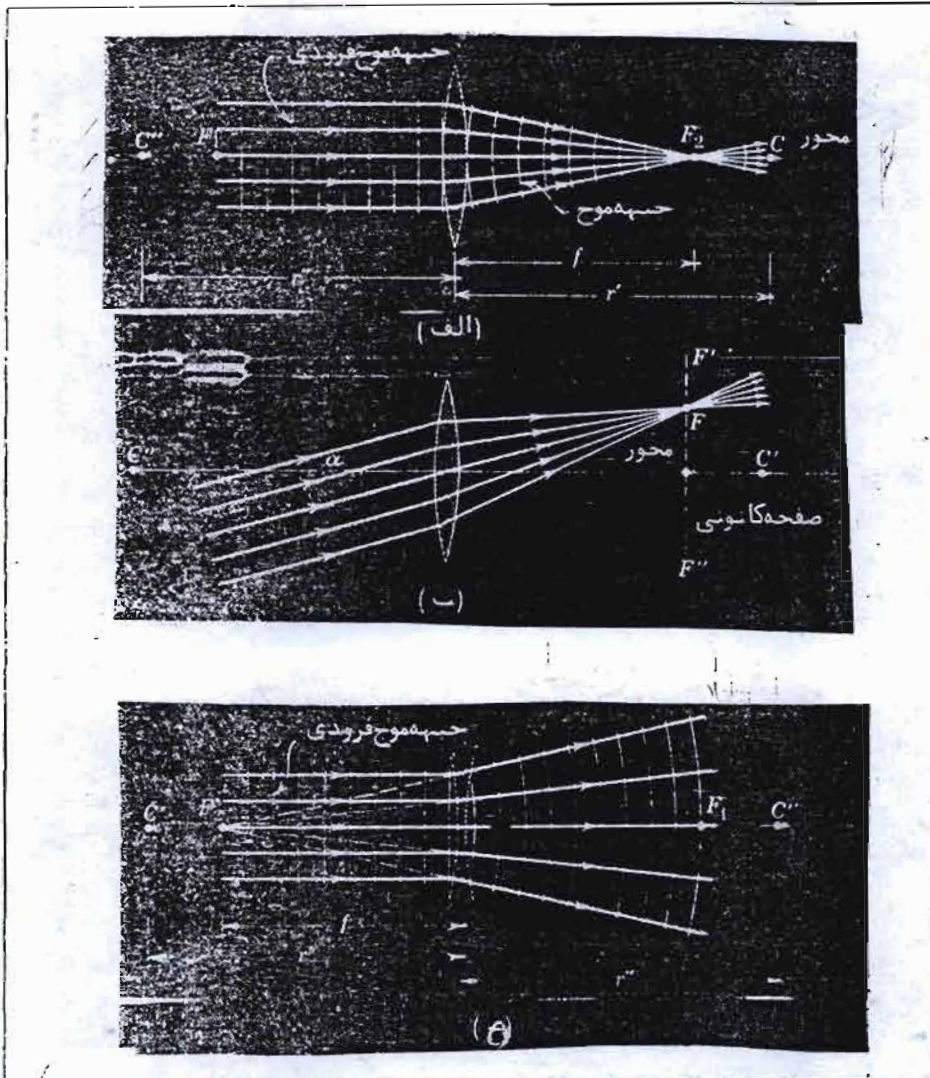 جبهه موج فرودی
C'' F F₂ C محور
جبهه موج
f
r'
(الف)
F'
F
C'' α محور C'
صفحه کانونی
F''
(ب)
جبهه موج فرودی
C F F₁ C''
f
r''
(ج)